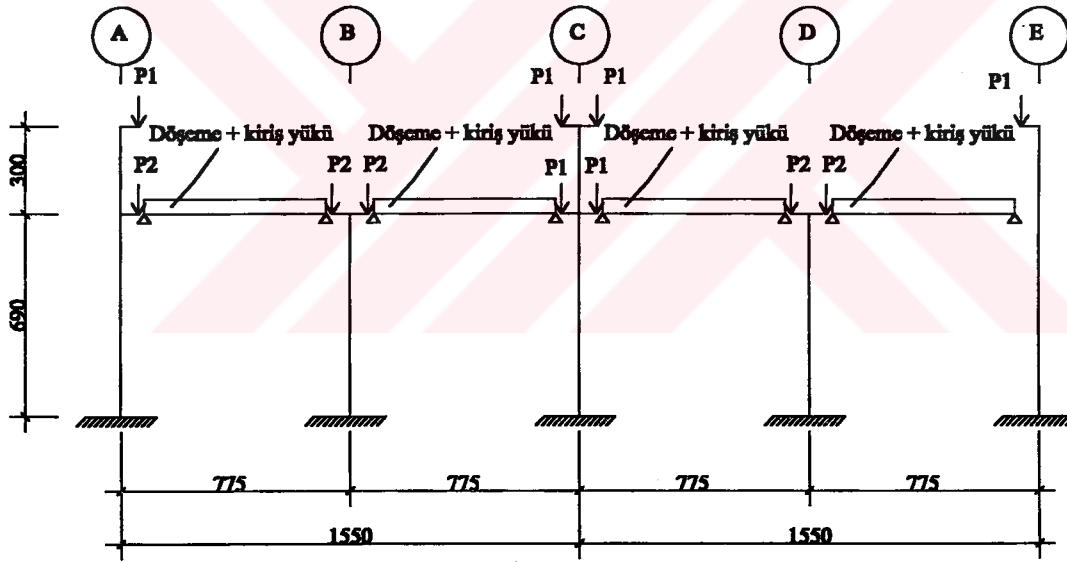 A B C D E
P1 P1 P1 P1
Döşeme + kiriş yükü Döşeme + kiriş yükü Döşeme + kiriş yükü Döşeme + kiriş yükü
P2 P2 P2 P1 P1 P2 P2
300
690
775 775 775 775
1550 1550